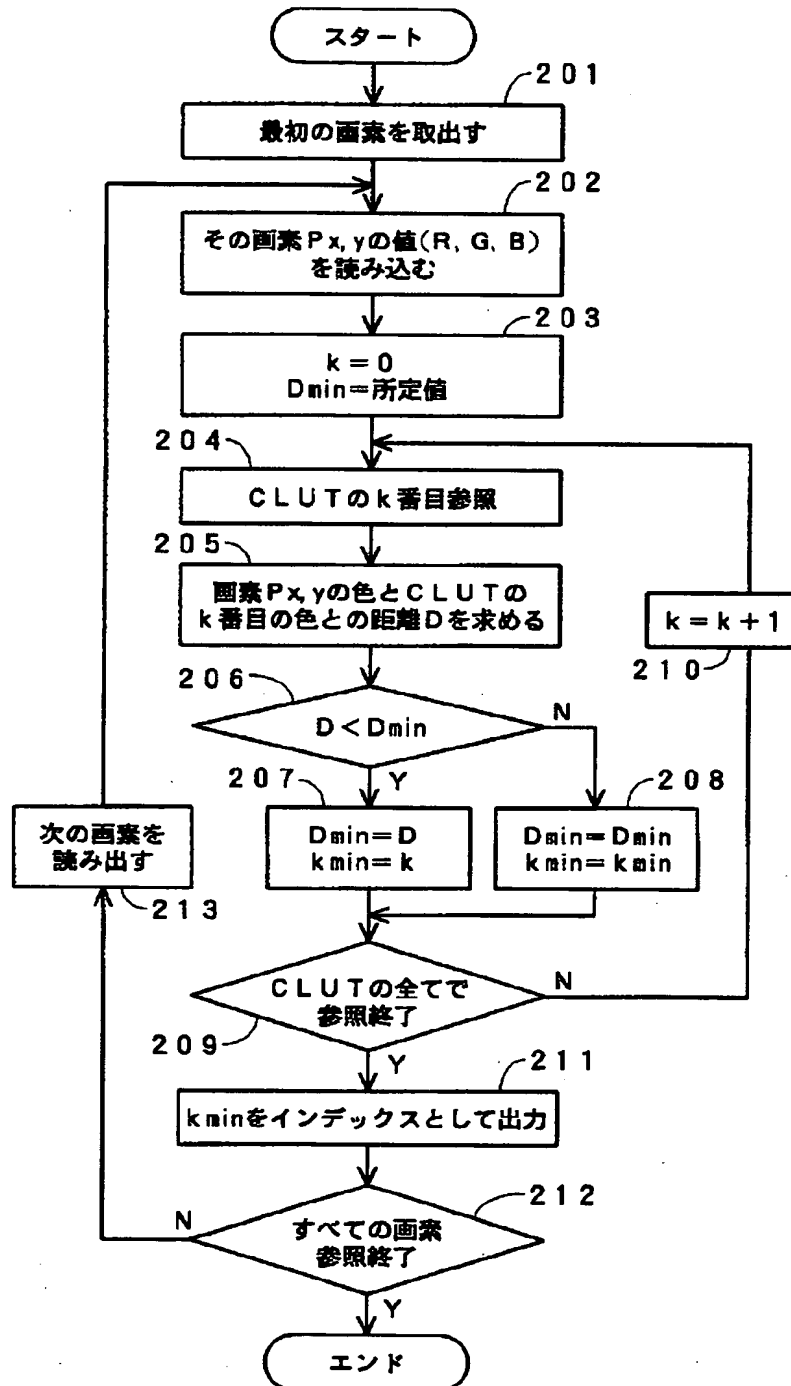 スタート
201
最初の画素を取出す
202
その画素Px,yの値(R,G,B)
を読み込む
203
k=0
Dmin=所定値
204
CLUTのk番目参照
205
画素Px,yの色とCLUTの
k番目の色との距離Dを求める
k=k+1
210
206
D<Dmin
N
Y
207
Dmin=D
kmin=k
208
Dmin=Dmin
kmin=kmin
次の画素を
読み出す
213
CLUTの全てで
参照終了
N
209
Y
211
kminをインデックスとして出力
212
N
すべての画素
参照終了
Y
エンド